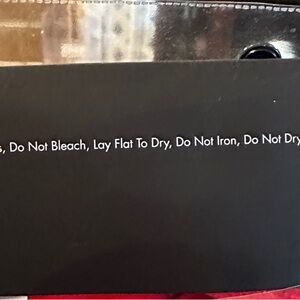 s, Do Not Bleach, Lay Flat To Dry, Do Not Iron, Do Not Dry